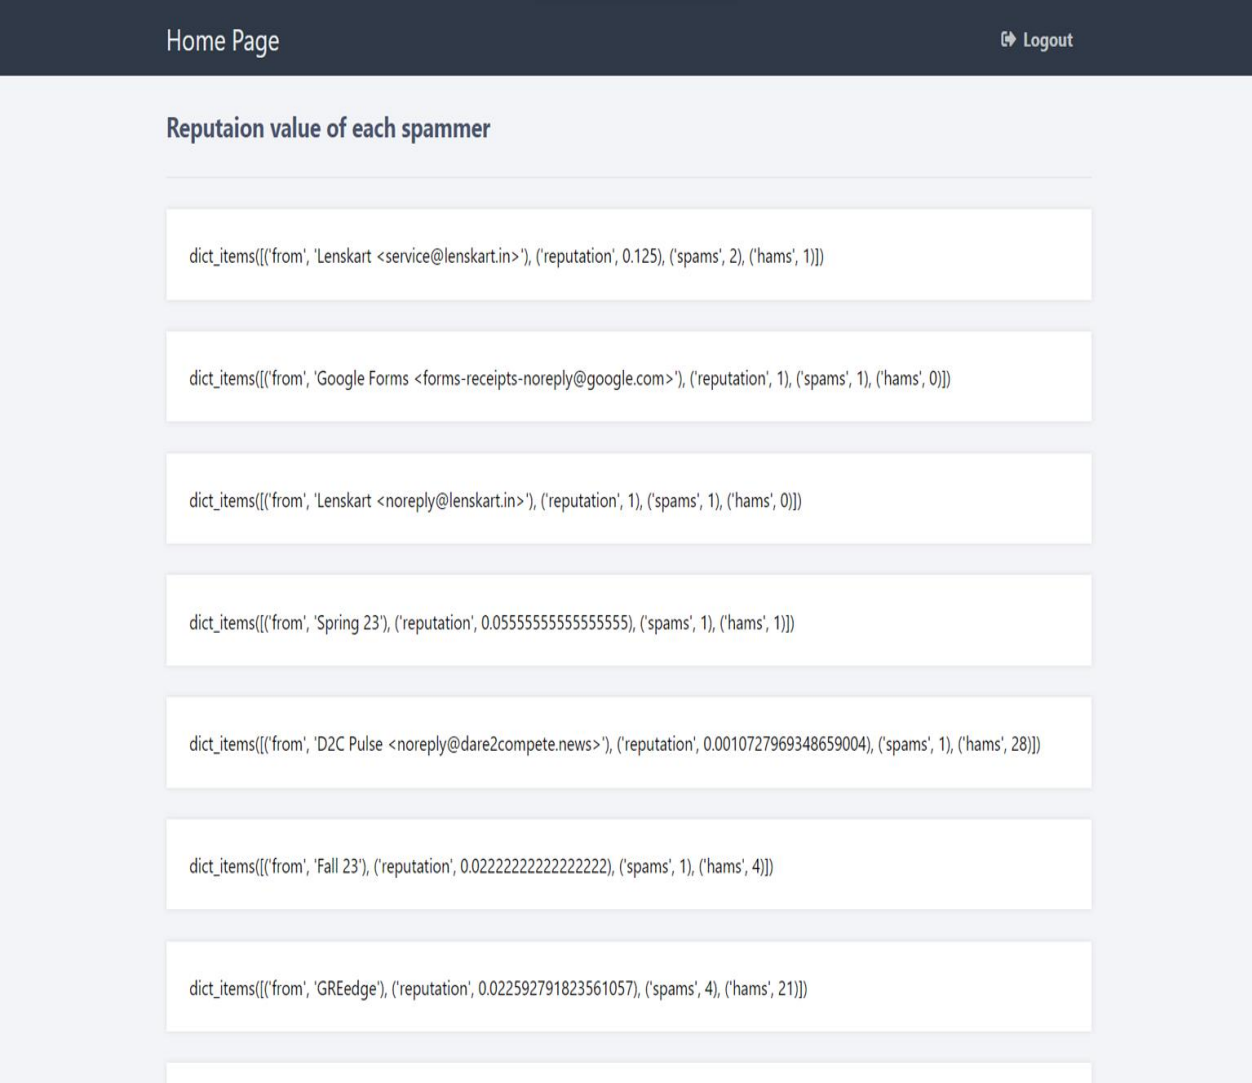 Home Page
Logout
Reputaion value of each spammer
dict_items([('from', 'Lenskart <service@lenskart.in>'), ('reputation', 0.125), ('spams', 2), ('hams', 1)])
dict_items([('from', 'Google Forms <forms-receipts-noreply@google.com>'), ('reputation', 1), ('spams', 1), ('hams', 0)])
dict_items([('from', 'Lenskart <noreply@lenskart.in>'), ('reputation', 1), ('spams', 1), ('hams', 0)])
dict_items([('from', 'Spring 23'), ('reputation', 0.05555555555555555), ('spams', 1), ('hams', 1)])
dict_items([('from', 'D2C Pulse <noreply@dare2compete.news>'), ('reputation', 0.0010727969348659004), ('spams', 1), ('hams', 28)])
dict_items([('from', 'Fall 23'), ('reputation', 0.02222222222222222), ('spams', 1), ('hams', 4)])
dict_items([('from', 'GREedge'), ('reputation', 0.022592791823561057), ('spams', 4), ('hams', 21)])